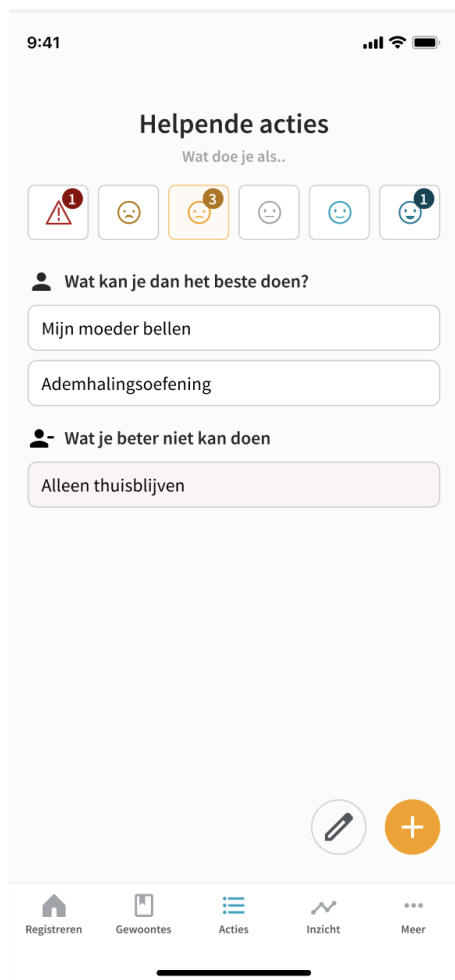 9:41
Helpende acties
Wat doe je als..
1
3
1
Wat kan je dan het beste doen?
Mijn moeder bellen
Ademhalingsoefening
Wat je beter niet kan doen
Alleen thuisblijven
Registreren
Gewoontes
Acties
Inzicht
Meer